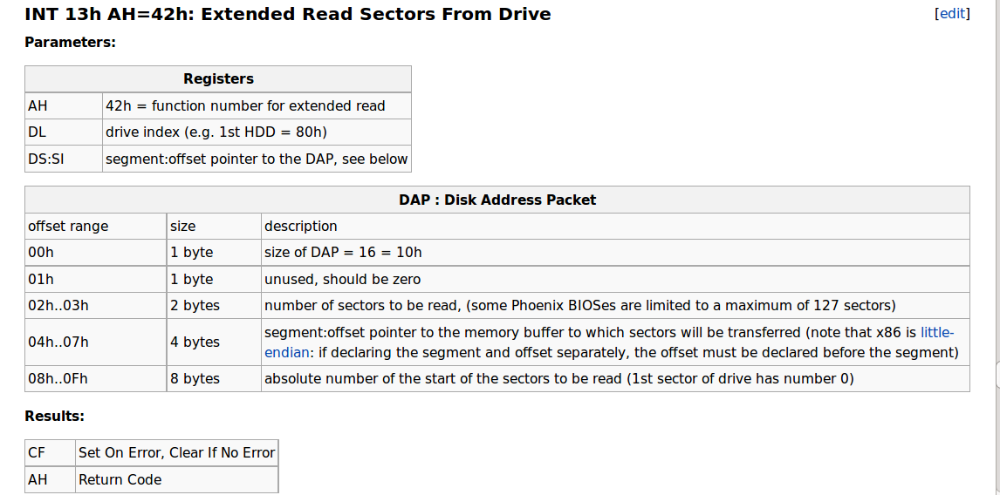 INT 13h AH=42h: Extended Read Sectors From Drive [edit]
Parameters:
Registers
AH 42h = function number for extended read
DL drive index (e.g. 1st HDD = 80h)
DS:SI segment:offset pointer to the DAP, see below
DAP : Disk Address Packet
offset range size description
00h 1 byte size of DAP = 16 = 10h
01h 1 byte unused, should be zero
02h..03h 2 bytes number of sectors to be read, (some Phoenix BIOSes are limited to a maximum of 127 sectors)
04h..07h 4 bytes segment:offset pointer to the memory buffer to which sectors will be transferred (note that x86 is little-
endian: if declaring the segment and offset separately, the offset must be declared before the segment)
08h..0Fh 8 bytes absolute number of the start of the sectors to be read (1st sector of drive has number 0)
Results:
CF Set On Error, Clear If No Error
AH Return Code